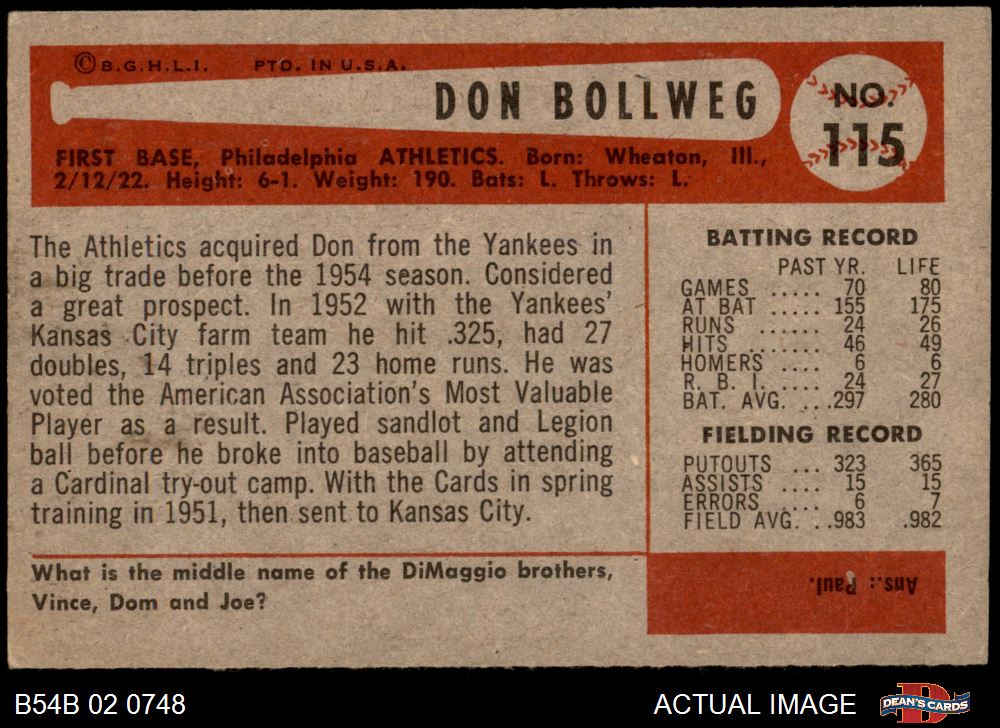 © B.G.H.L.I. PTD. IN U.S.A.
DON BOLLWEG
NO.
115
FIRST BASE, Philadelphia ATHLETICS. Born: Wheaton, Ill.,
2/12/22. Height: 6-1. Weight: 190. Bats: L. Throws: L.
The Athletics acquired Don from the Yankees in
a big trade before the 1954 season. Considered
a great prospect. In 1952 with the Yankees'
Kansas City farm team he hit .325, had 27
doubles, 14 triples and 23 home runs. He was
voted the American Association's Most Valuable
Player as a result. Played sandlot and Legion
ball before he broke into baseball by attending
a Cardinal try-out camp. With the Cards in spring
training in 1951, then sent to Kansas City.
BATTING RECORD
PAST YR. LIFE
GAMES ..... 70 80
AT BAT ..... 155 175
RUNS ...... 24 26
HITS ........ 46 49
HOMERS ..... 6 6
R. B. I. .... 24 27
BAT. AVG. ...297 280
FIELDING RECORD
PUTOUTS ... 323 365
ASSISTS .... 15 15
ERRORS .... 6 7
FIELD AVG. ..983 .982
What is the middle name of the DiMaggio brothers,
Vince, Dom and Joe?
Ans.: Paul.
B54B 02 0748
ACTUAL IMAGE
D
DEAN'S CARDS